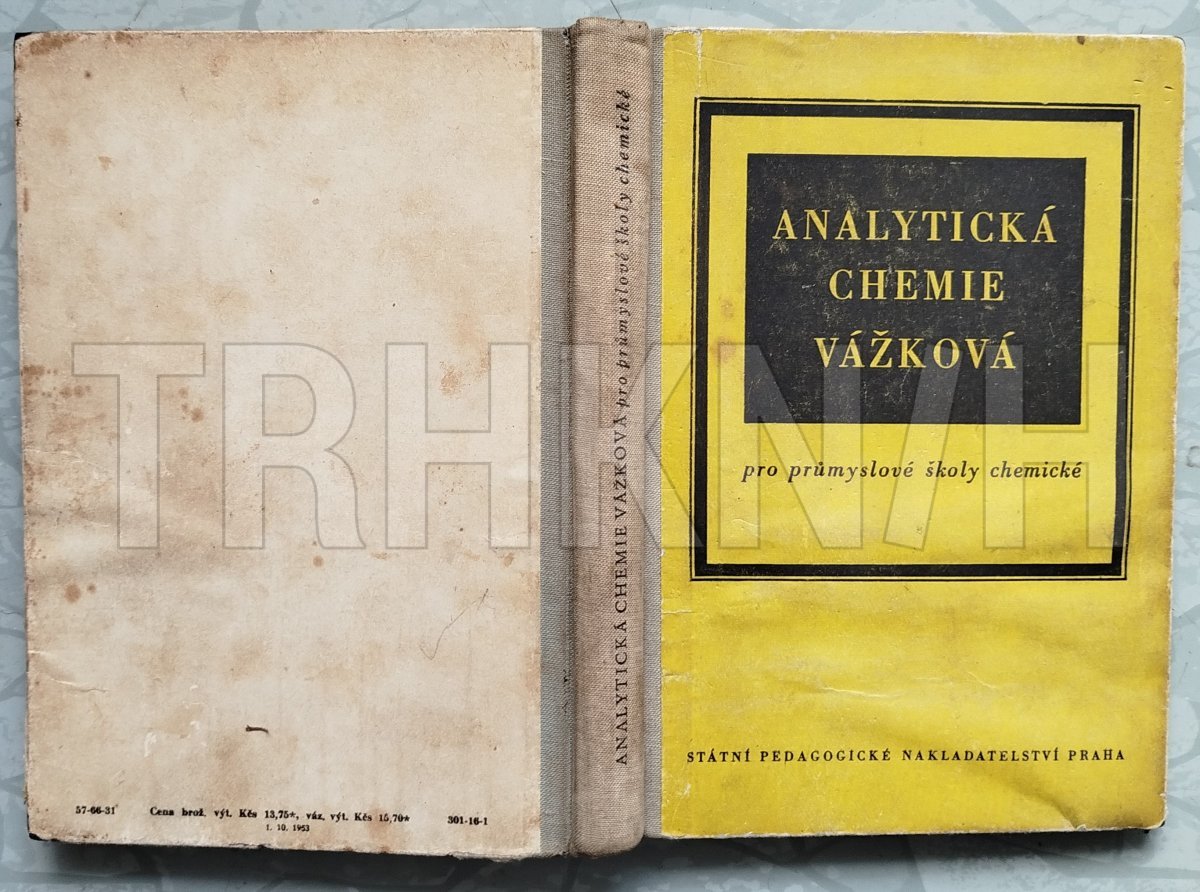 57-66-31 Cena brož. výt. Kčs 13,75*, váz. výt. Kčs 15,70* 301-16-1
1. 10. 1953
ANALYTICKÁ CHEMIE VÁŽKOVÁ pro průmyslové školy chemické
ANALYTICKÁ
CHEMIE
VÁŽKOVÁ
pro průmyslové školy chemické
STÁTNÍ PEDAGOGICKÉ NAKLADATELSTVÍ PRAHA
TRHKNIH